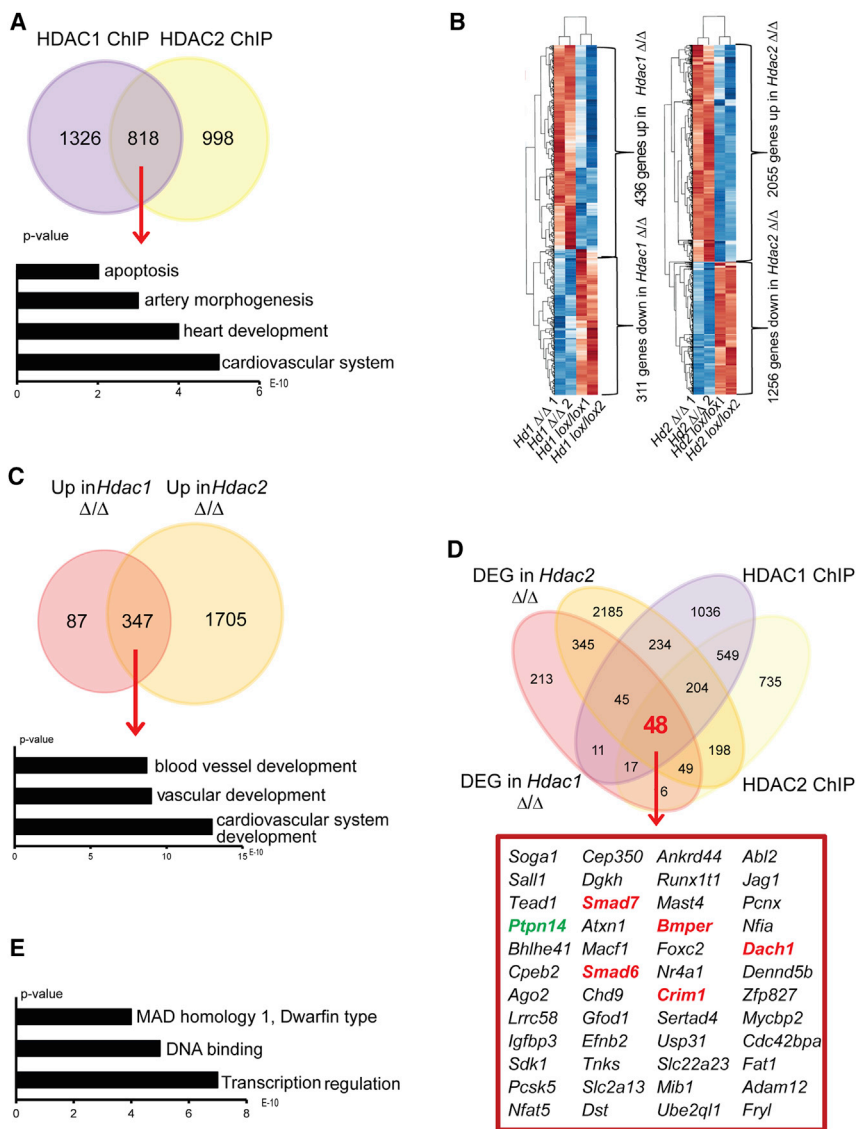 A
HDAC1 ChIP HDAC2 ChIP
1326 818 998
p-value
apoptosis
artery morphogenesis
heart development
cardiovascular system
0 2 4 6 E-10
B
436 genes up in Hdac1 Δ/Δ
311 genes down in Hdac1 Δ/Δ
Hd1 Δ/Δ 1
Hd1 Δ/Δ 2
Hd1 lox/lox1
Hd1 lox/lox2
2055 genes up in Hdac2 Δ/Δ
1256 genes down in Hdac2 Δ/Δ
Hd2 Δ/Δ 1
Hd2 Δ/Δ 2
Hd2 lox/lox1
Hd2 lox/lox2
C
Up in Hdac1 Δ/Δ
Up in Hdac2 Δ/Δ
87 347 1705
p-value
blood vessel development
vascular development
cardiovascular system
development
0 5 10 15 E-10
D
DEG in Hdac2 Δ/Δ
HDAC1 ChIP
2185 1036
345 234 549
213 45 204 735
48
11 17 49 198
6
DEG in Hdac1 Δ/Δ
HDAC2 ChIP
Soga1 Cep350 Ankrd44 Abl2
Sall1 Dgkh Runx1t1 Jag1
Tead1 Smad7 Mast4 Pcnx
Ptpn14 Atxn1 Bmper Nfia
Bhlhe41 Macf1 Foxc2 Dach1
Cpeb2 Smad6 Nr4a1 Dennd5b
Ago2 Chd9 Crim1 Zfp827
Lrrc58 Gfod1 Sertad4 Mycbp2
Igfbp3 Efnb2 Usp31 Cdc42bpa
Sdk1 Tnks Slc22a23 Fat1
Pcsk5 Slc2a13 Mib1 Adam12
Nfat5 Dst Ube2ql1 Fryl
E
p-value
MAD homology 1, Dwarfin type
DNA binding
Transcription regulation
0 2 4 6 8 E-10